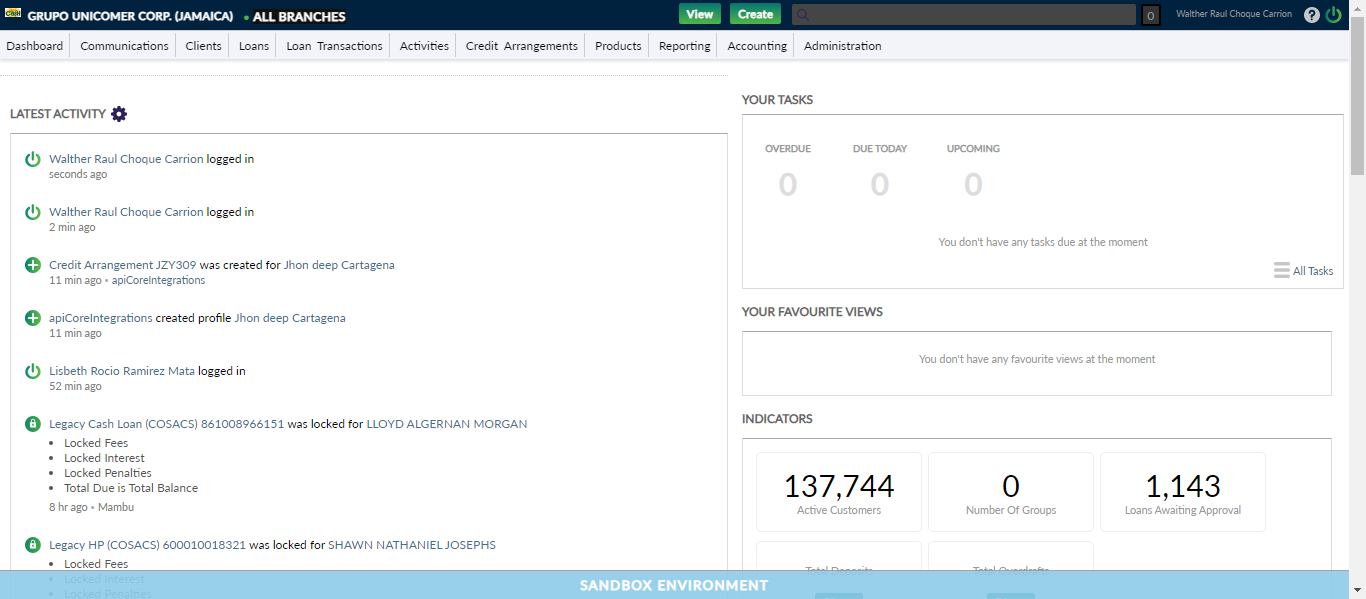 GRUPO UNICOMER CORP. (JAMAICA) • ALL BRANCHES View Create 0 Walther Raul Choque Carrion ?
Dashboard Communications Clients Loans Loan Transactions Activities Credit Arrangements Products Reporting Accounting Administration
LATEST ACTIVITY
Walther Raul Choque Carrion logged in
seconds ago
Walther Raul Choque Carrion logged in
2 min ago
Credit Arrangement JZY309 was created for Jhon deep Cartagena
11 min ago • apiCoreIntegrations
apiCoreIntegrations created profile Jhon deep Cartagena
11 min ago
Lisbeth Rocio Ramirez Mata logged in
52 min ago
Legacy Cash Loan (COSACS) 861008966151 was locked for LLOYD ALGERNAN MORGAN
• Locked Fees
• Locked Interest
• Locked Penalties
• Total Due is Total Balance
8 hr ago • Mambu
Legacy HP (COSACS) 600010018321 was locked for SHAWN NATHANIEL JOSEPHS
• Locked Fees
• Locked Interest
• Locked Penalties
YOUR TASKS
OVERDUE DUE TODAY UPCOMING
0 0 0
You don't have any tasks due at the moment
All Tasks
YOUR FAVOURITE VIEWS
You don't have any favourite views at the moment
INDICATORS
137,744 0 1,143
Active Customers Number Of Groups Loans Awaiting Approval
Total Deposits Total Overdrafts
SANDBOX ENVIRONMENT